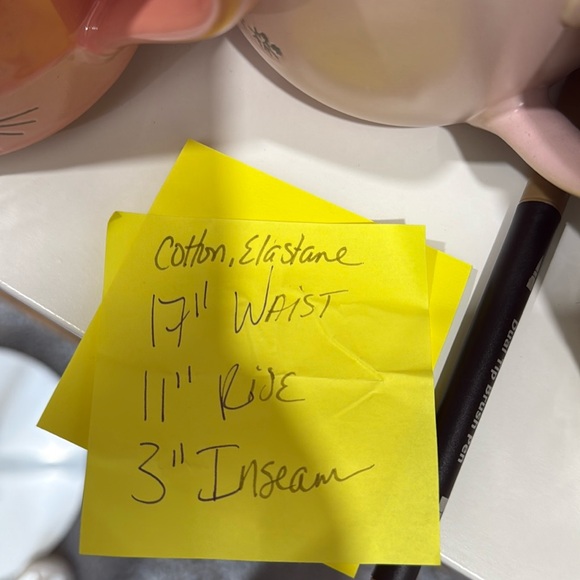 Cotton, Elastane
17" WAIST
11" RISE
3" Inseam
Dual Tip Brush Pen